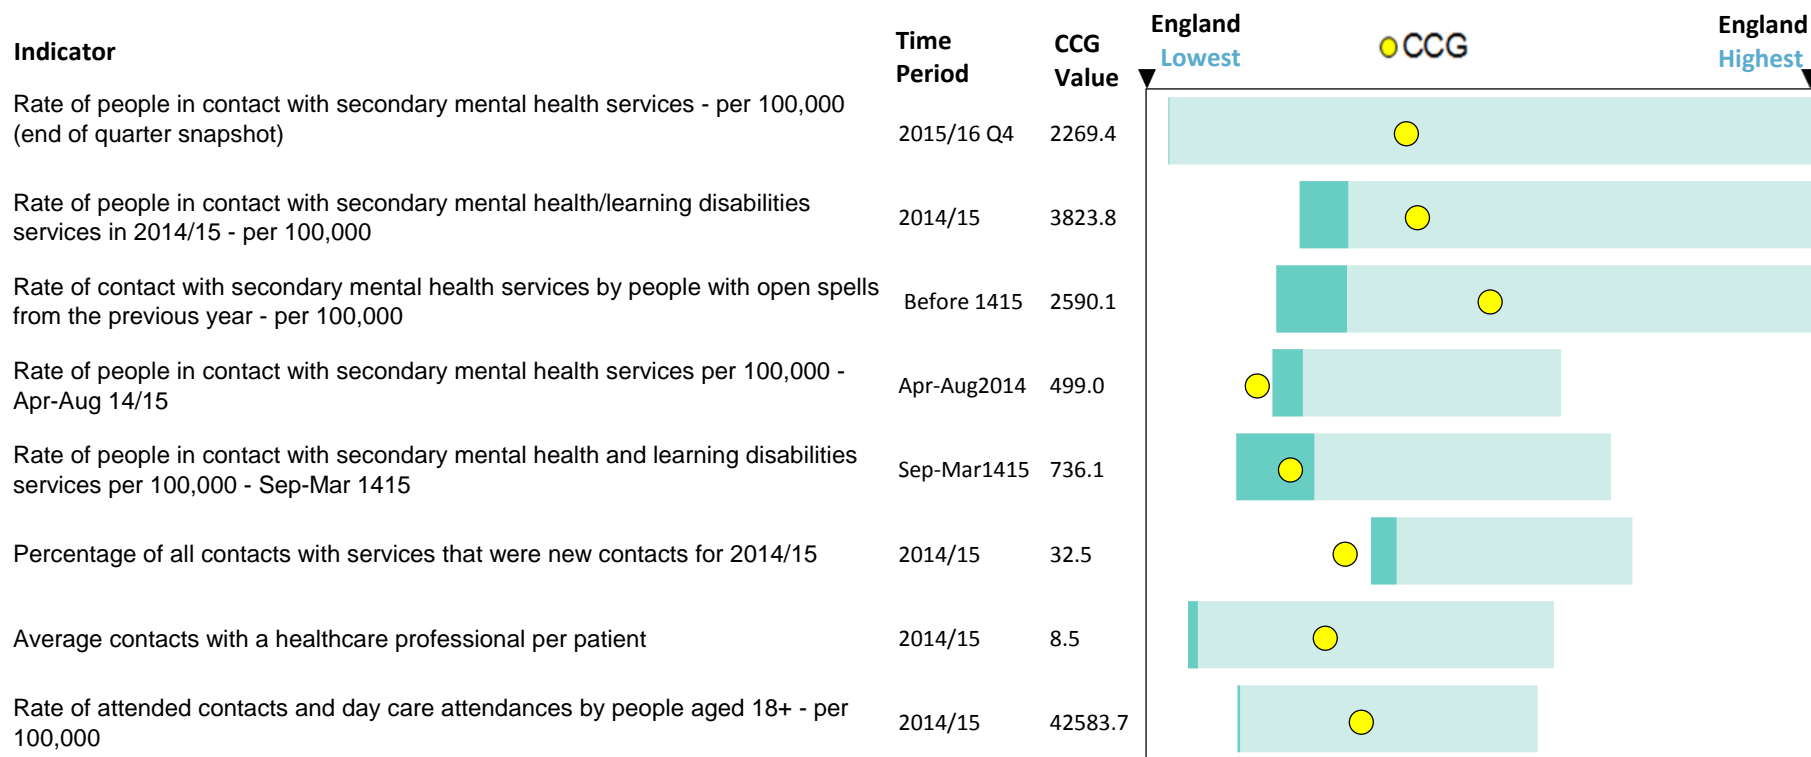 Indicator
Time
Period
CCG
Value
England
Lowest
CCG
England
Highest
Rate of people in contact with secondary mental health services - per 100,000
(end of quarter snapshot)
2015/16 Q4
2269.4
Rate of people in contact with secondary mental health/learning disabilities
services in 2014/15 - per 100,000
2014/15
3823.8
Rate of contact with secondary mental health services by people with open spells
from the previous year - per 100,000
Before 1415
2590.1
Rate of people in contact with secondary mental health services per 100,000 -
Apr-Aug 14/15
Apr-Aug2014
499.0
Rate of people in contact with secondary mental health and learning disabilities
services per 100,000 - Sep-Mar 1415
Sep-Mar1415
736.1
Percentage of all contacts with services that were new contacts for 2014/15
2014/15
32.5
Average contacts with a healthcare professional per patient
2014/15
8.5
Rate of attended contacts and day care attendances by people aged 18+ - per
100,000
2014/15
42583.7